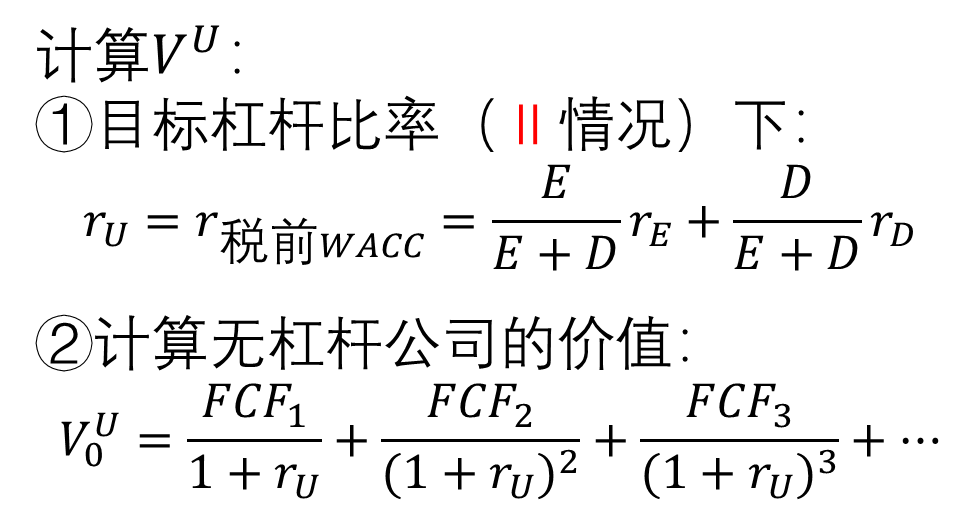 计算V^U：
①目标杠杆比率（II情况）下：
r_U = r_税前WACC = E/(E + D) r_E + D/(E + D) r_D
②计算无杠杆公司的价值：
V_0^U = FCF_1/(1 + r_U) + FCF_2/(1 + r_U)^2 + FCF_3/(1 + r_U)^3 + ⋯